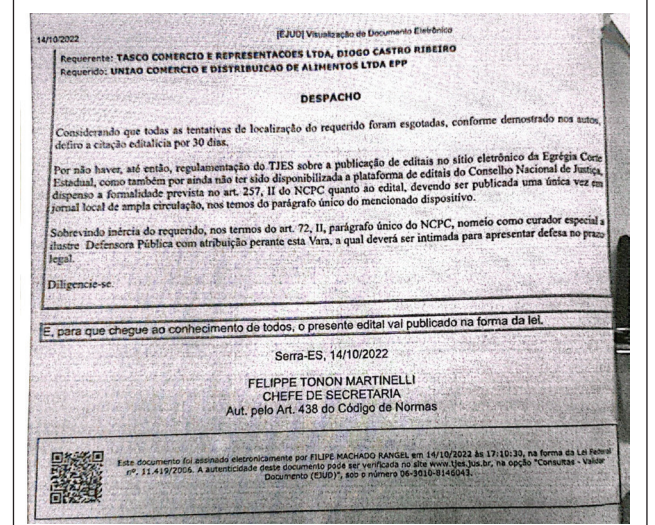 14/10/2022
[EJUD] Visualização de Documento Eletrônico
Requerente: TASCO COMERCIO E REPRESENTACOES LTDA, DIOGO CASTRO RIBEIRO
Requerido: UNIAO COMERCIO E DISTRIBUICAO DE ALIMENTOS LTDA EPP
DESPACHO
Considerando que todas as tentativas de localização do requerido foram esgotadas, conforme demostrado nos autos,
defiro a citação editalícia por 30 dias.
Por não haver, até então, regulamentação do TJES sobre a publicação de editais no sítio eletrônico da Egrégia Corte
Estadual, como também por ainda não ter sido disponibilizada a plataforma de editais do Conselho Nacional de Justiça,
dispenso a formalidade prevista no art. 257, II do NCPC quanto ao edital, devendo ser publicada uma única vez em
jornal local de ampla circulação, nos temos do parágrafo único do mencionado dispositivo.
Sobrevindo inércia do requerido, nos termos do art. 72, II, parágrafo único do NCPC, nomeio como curador especial a
ilustre Defensora Pública com atribuição perante esta Vara, a qual deverá ser intimada para apresentar defesa no prazo
legal.
Diligencie-se.
E, para que chegue ao conhecimento de todos, o presente edital vai publicado na forma da lei.
Serra-ES, 14/10/2022
FELIPPE TONON MARTINELLI
CHEFE DE SECRETARIA
Aut. pelo Art. 438 do Código de Normas
Este documento foi assinado eletronicamente por FILIPE MACHADO RANGEL em 14/10/2022 às 17:10:30, na forma da Lei Federal
nº. 11.419/2006. A autenticidade deste documento pode ser verificada no site www.tjes.jus.br, na opção "Consultas - Validar
Documento (EJUD)", sob o número 06-3010-8146043.